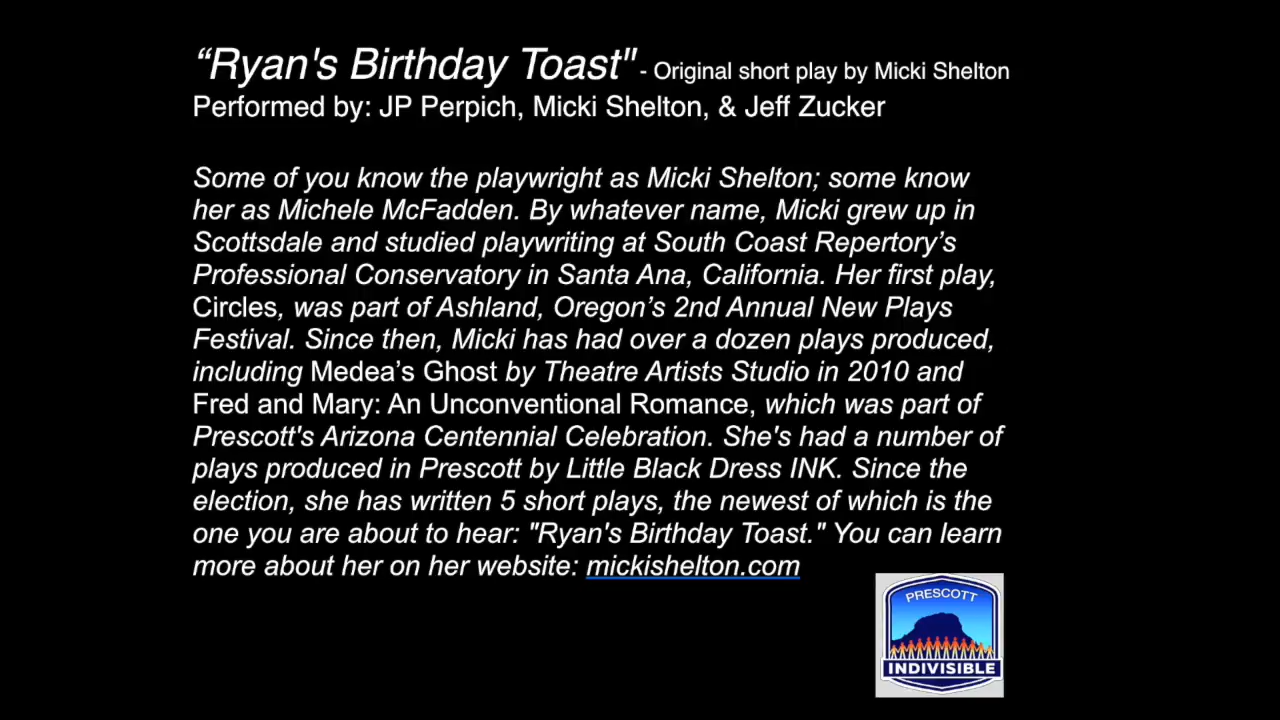 “Ryan's Birthday Toast" - Original short play by Micki Shelton
Performed by: JP Perpich, Micki Shelton, & Jeff Zucker
Some of you know the playwright as Micki Shelton; some know
her as Michele McFadden. By whatever name, Micki grew up in
Scottsdale and studied playwriting at South Coast Repertory’s
Professional Conservatory in Santa Ana, California. Her first play,
Circles, was part of Ashland, Oregon’s 2nd Annual New Plays
Festival. Since then, Micki has had over a dozen plays produced,
including Medea’s Ghost by Theatre Artists Studio in 2010 and
Fred and Mary: An Unconventional Romance, which was part of
Prescott's Arizona Centennial Celebration. She's had a number of
plays produced in Prescott by Little Black Dress INK. Since the
election, she has written 5 short plays, the newest of which is the
one you are about to hear: "Ryan's Birthday Toast." You can learn
more about her on her website: mickishelton.com
PRESCOTT
INDIVISIBLE